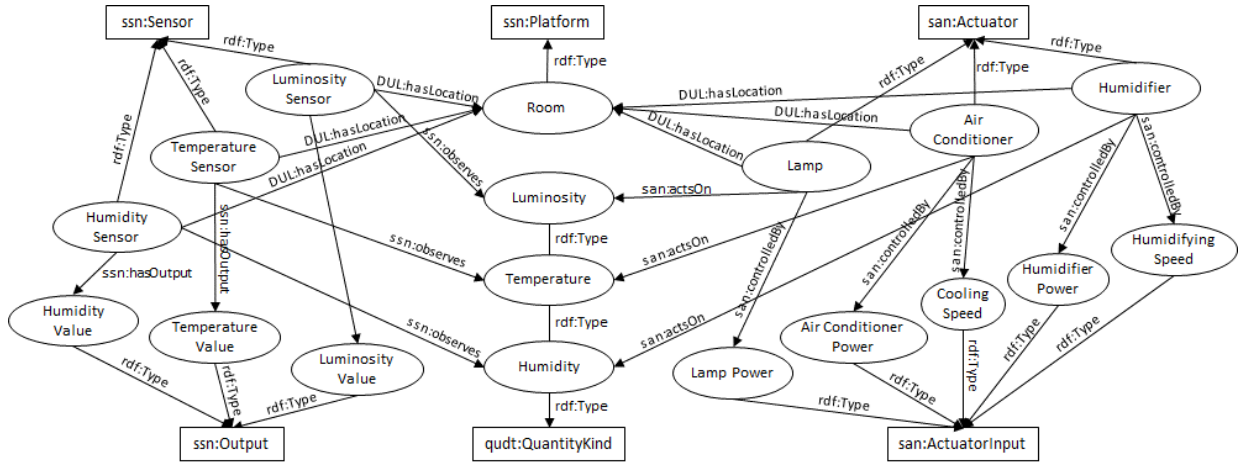 ssn:Sensor
ssn:Platform
san:Actuator
rdf:Type
rdf:Type
rdf:Type
rdf:Type
rdf:Type
rdf:Type
rdf:Type
Luminosity
Sensor
DUL:hasLocation
Room
DUL:hasLocation
Humidifier
DUL:hasLocation
Air
Conditioner
Temperature
Sensor
DUL:hasLocation
DUL:hasLocation
Lamp
DUL:hasLocation
ssn:observes
Luminosity
san:actsOn
san:controlledBy
san:controlledBy
san:controlledBy
san:controlledBy
san:controlledBy
Humidity
Sensor
ssn:hasOutput
ssn:hasOutput
ssn:observes
rdf:Type
san:actsOn
Humidifying
Speed
Temperature
Humidifier
Power
Cooling
Speed
Humidity
Value
Temperature
Value
ssn:observes
rdf:Type
san:actsOn
Air Conditioner
Power
Luminosity
Value
Humidity
Lamp Power
rdf:Type
rdf:Type
rdf:Type
rdf:Type
rdf:Type
rdf:Type
rdf:Type
rdf:Type
rdf:Type
ssn:Output
qudt:QuantityKind
san:ActuatorInput